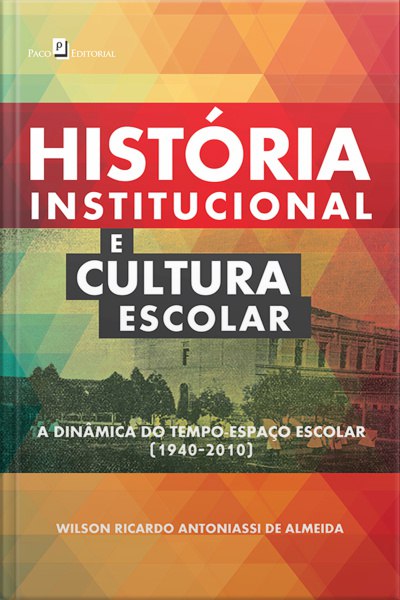 PACO EDITORIAL
HISTÓRIA
INSTITUCIONAL
E
CULTURA
ESCOLAR
A DINÂMICA DO TEMPO-ESPAÇO ESCOLAR
(1940-2010)
WILSON RICARDO ANTONIASSI DE ALMEIDA